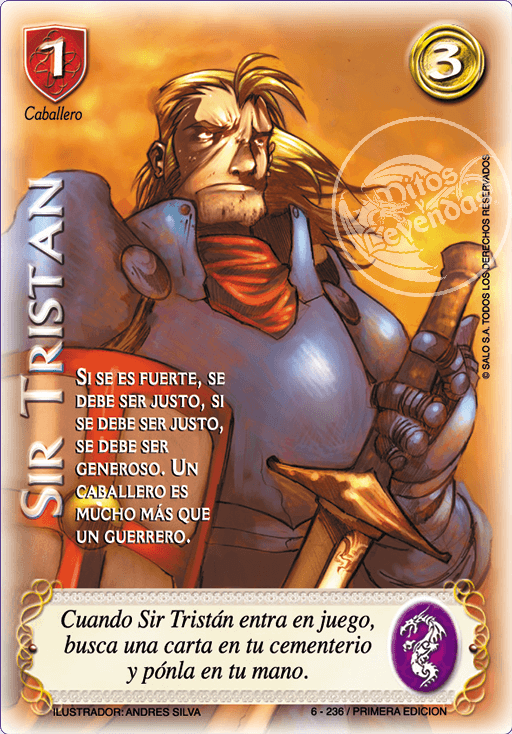 1
3
Caballero
Mitos
y
Leyendas
© SALO S.A. TODOS LOS DERECHOS RESERVADOS
SIR TRISTAN
SI SE ES FUERTE, SE
DEBE SER JUSTO, SI
SE DEBE SER JUSTO,
SE DEBE SER
GENEROSO. UN
CABALLERO ES
MUCHO MÁS QUE
UN GUERRERO.
Cuando Sir Tristán entra en juego,
busca una carta en tu cementerio
y pónla en tu mano.
ILUSTRADOR: ANDRES SILVA
6 - 236 / PRIMERA EDICION